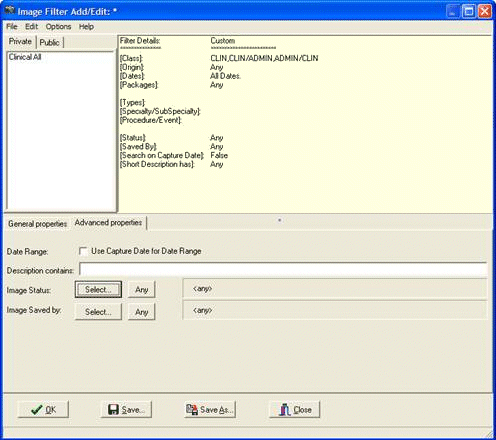 Image Filter Add/Edit: *
File Edit Options Help
Private Public
Clinical All
Filter Details: Custom
[Class]: CLIN,CLIN/ADMIN,ADMIN/CLIN
[Origin]: Any
[Dates]: All Dates.
[Packages]: Any
[Types]:
[Specialty/SubSpecialty]:
[Procedure/Event]:
[Status]: Any
[Saved By]: Any
[Search on Capture Date]: False
[Short Description has]: Any
General properties Advanced properties
Date Range: Use Capture Date for Date Range
Description contains:
Image Status: Select... Any <any>
Image Saved by: Select... Any <any>
OK Save... Save As... Close